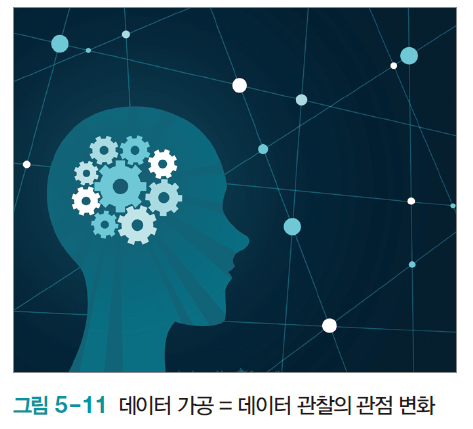 그림 5-11 데이터 가공 = 데이터 관찰의 관점 변화